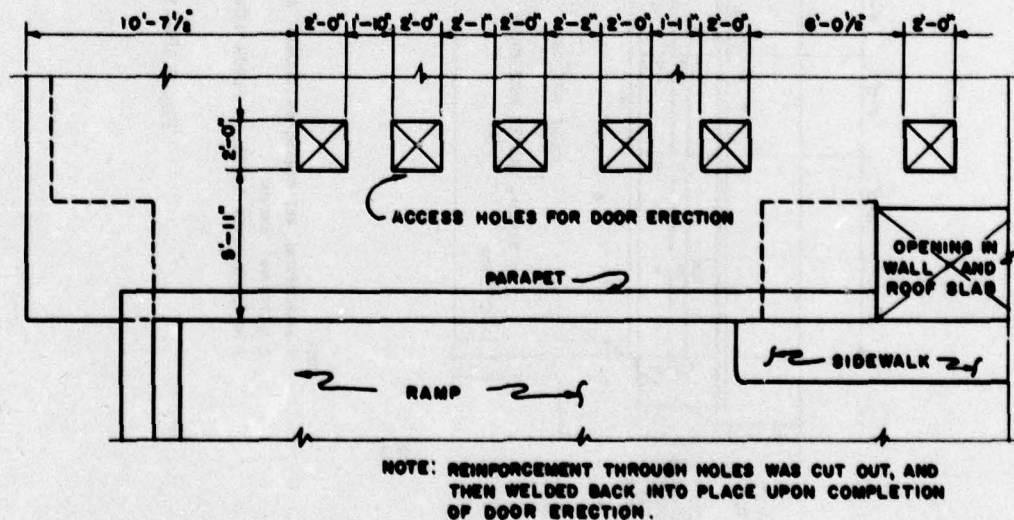 10'-7½" 2'-0" 1'-10" 2'-0" 2'-1" 2'-0" 2'-2" 2'-0" 1'-11" 2'-0" 6'-0½" 2'-0"
2'-0"
5'-11"
ACCESS HOLES FOR DOOR ERECTION
PARAPET
OPENING IN
WALL AND
ROOF SLAB
SIDEWALK
RAMP
NOTE: REINFORCEMENT THROUGH HOLES WAS CUT OUT, AND
THEN WELDED BACK INTO PLACE UPON COMPLETION
OF DOOR ERECTION.